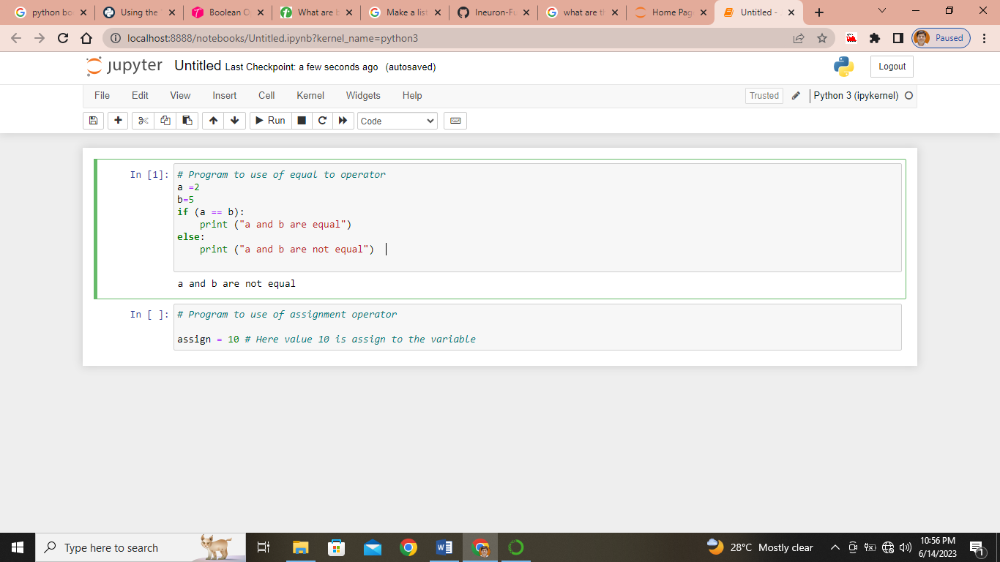 python bo
Using the
Boolean O
What are b
Make a list
Ineuron-Fu
what are th
Home Pag
Untitled -
localhost:8888/notebooks/Untitled.ipynb?kernel_name=python3
Paused
jupyter Untitled Last Checkpoint: a few seconds ago (autosaved)
Logout
File Edit View Insert Cell Kernel Widgets Help
Trusted Python 3 (ipykernel)
Run Code
In [1]: # Program to use of equal to operator
a =2
b=5
if (a == b):
    print ("a and b are equal")
else:
    print ("a and b are not equal")
a and b are not equal
In [ ]: # Program to use of assignment operator
assign = 10 # Here value 10 is assign to the variable
Type here to search
28°C Mostly clear
10:56 PM
6/14/2023
1